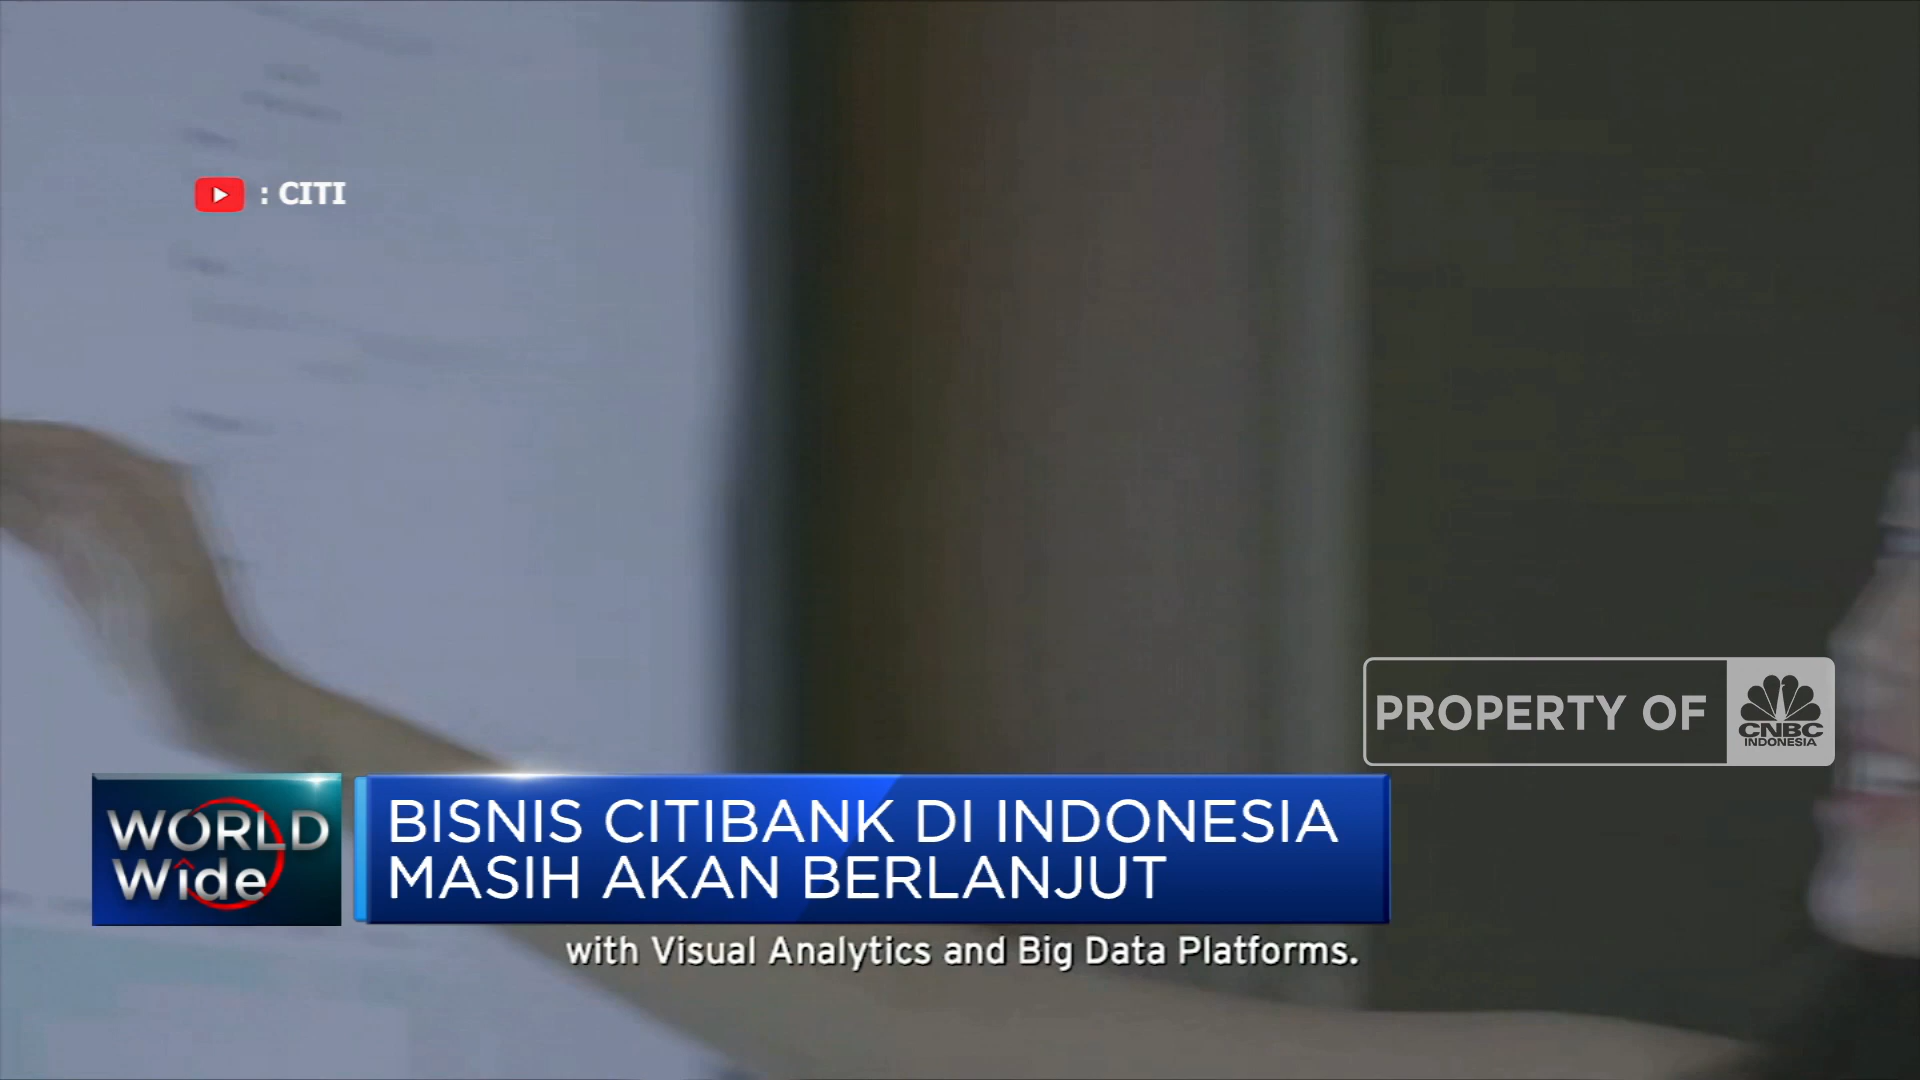 : CITI
PROPERTY OF
CNBC
INDONESIA
WORLD
Wîde
BISNIS CITIBANK DI INDONESIA
MASIH AKAN BERLANJUT
with Visual Analytics and Big Data Platforms.